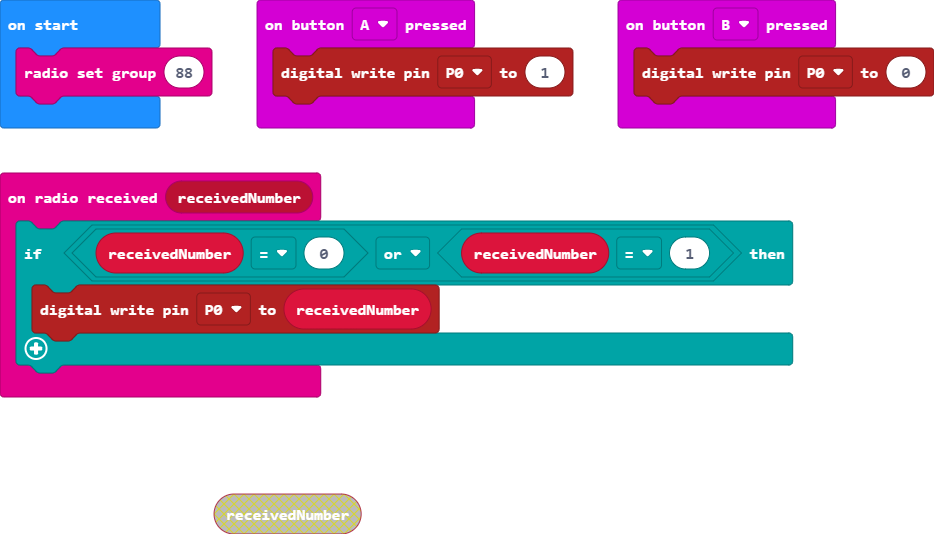 on start
radio set group 88
on button A pressed
digital write pin P0 to 1
on button B pressed
digital write pin P0 to 0
on radio received receivedNumber
if receivedNumber = 0 or receivedNumber = 1 then
digital write pin P0 to receivedNumber
receivedNumber